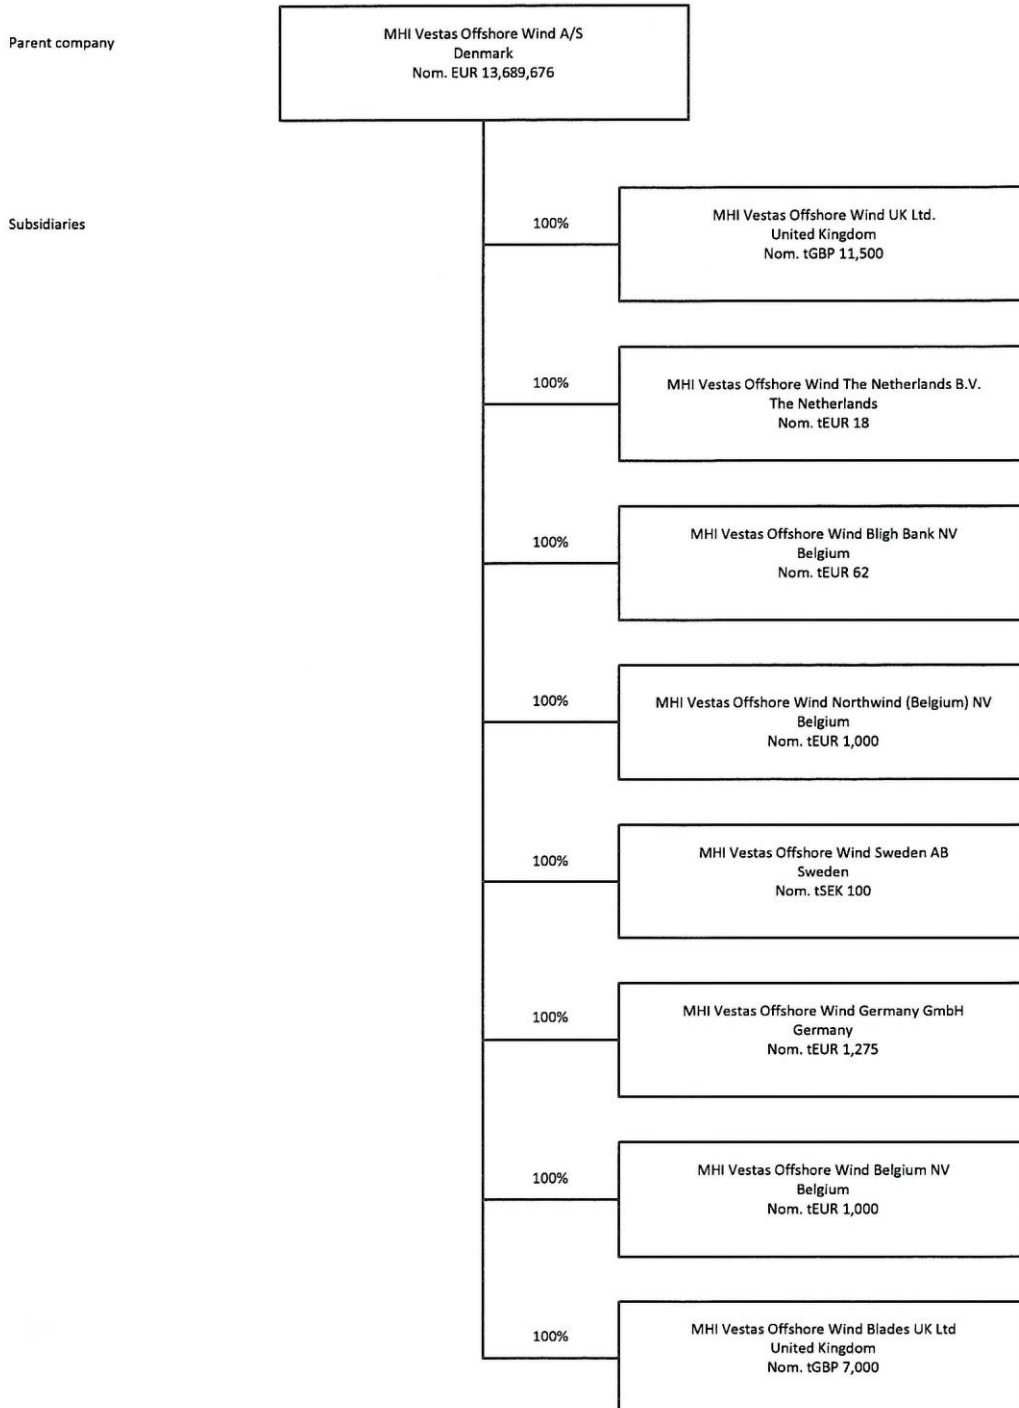 Parent company
MHI Vestas Offshore Wind A/S
Denmark
Nom. EUR 13,689,676
Subsidiaries
100%
MHI Vestas Offshore Wind UK Ltd.
United Kingdom
Nom. tGBP 11,500
100%
MHI Vestas Offshore Wind The Netherlands B.V.
The Netherlands
Nom. tEUR 18
100%
MHI Vestas Offshore Wind Bligh Bank NV
Belgium
Nom. tEUR 62
100%
MHI Vestas Offshore Wind Northwind (Belgium) NV
Belgium
Nom. tEUR 1,000
100%
MHI Vestas Offshore Wind Sweden AB
Sweden
Nom. tSEK 100
100%
MHI Vestas Offshore Wind Germany GmbH
Germany
Nom. tEUR 1,275
100%
MHI Vestas Offshore Wind Belgium NV
Belgium
Nom. tEUR 1,000
100%
MHI Vestas Offshore Wind Blades UK Ltd
United Kingdom
Nom. tGBP 7,000